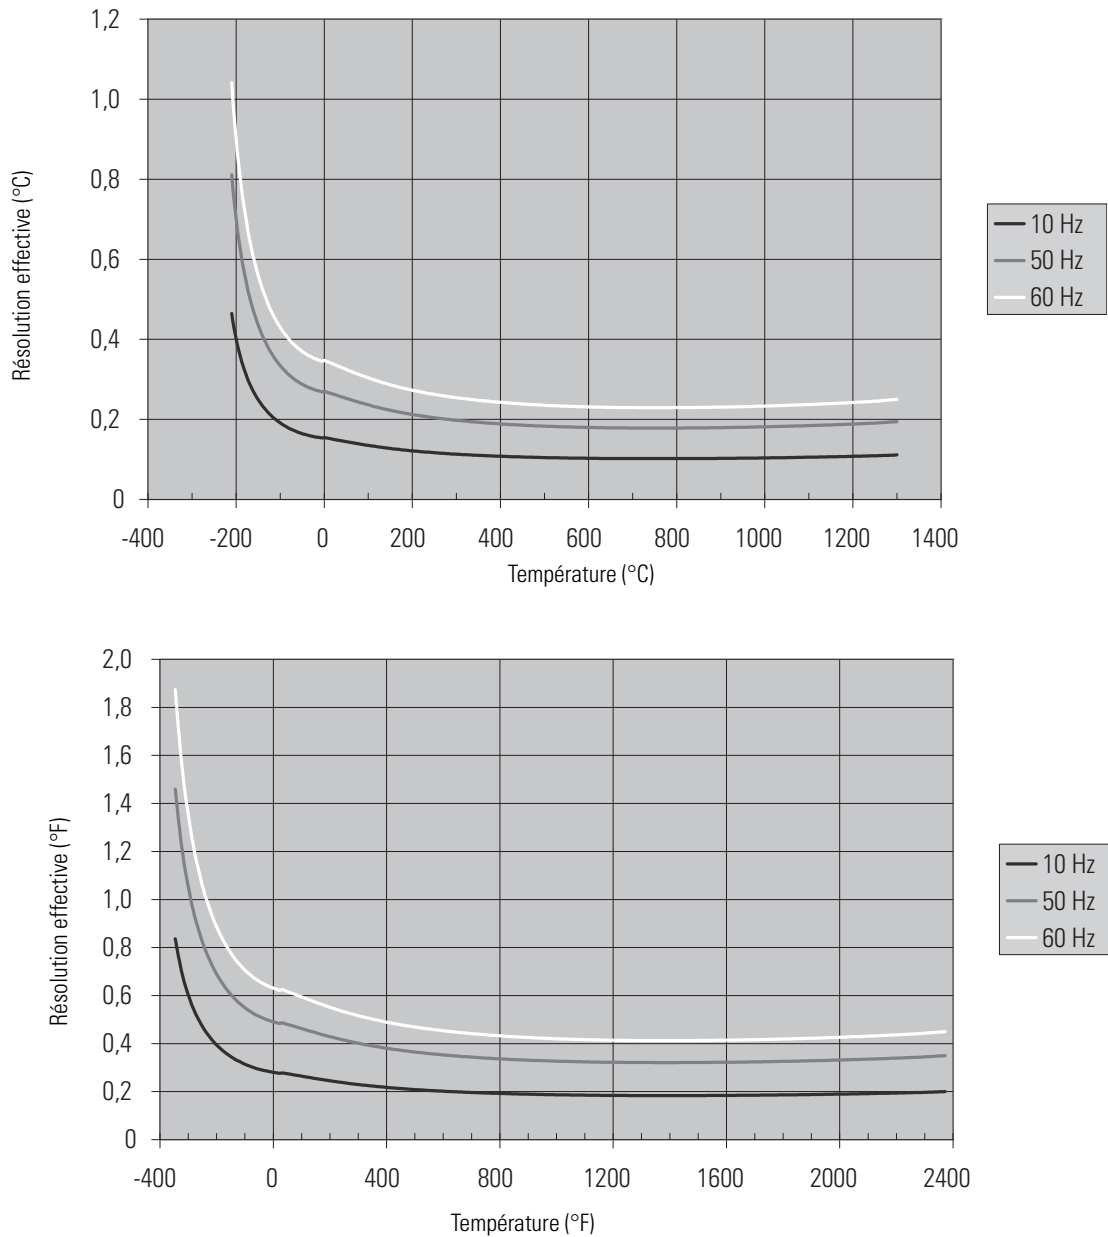 1,2
1,0
0,8
0,6
0,4
0,2
0
Résolution effective (°C)
-400 -200 0 200 400 600 800 1000 1200 1400
Température (°C)
10 Hz
50 Hz
60 Hz
2,0
1,8
1,6
1,4
1,2
1,0
0,8
0,6
0,4
0,2
0
Résolution effective (°F)
-400 0 400 800 1200 1600 2000 2400
Température (°F)
10 Hz
50 Hz
60 Hz